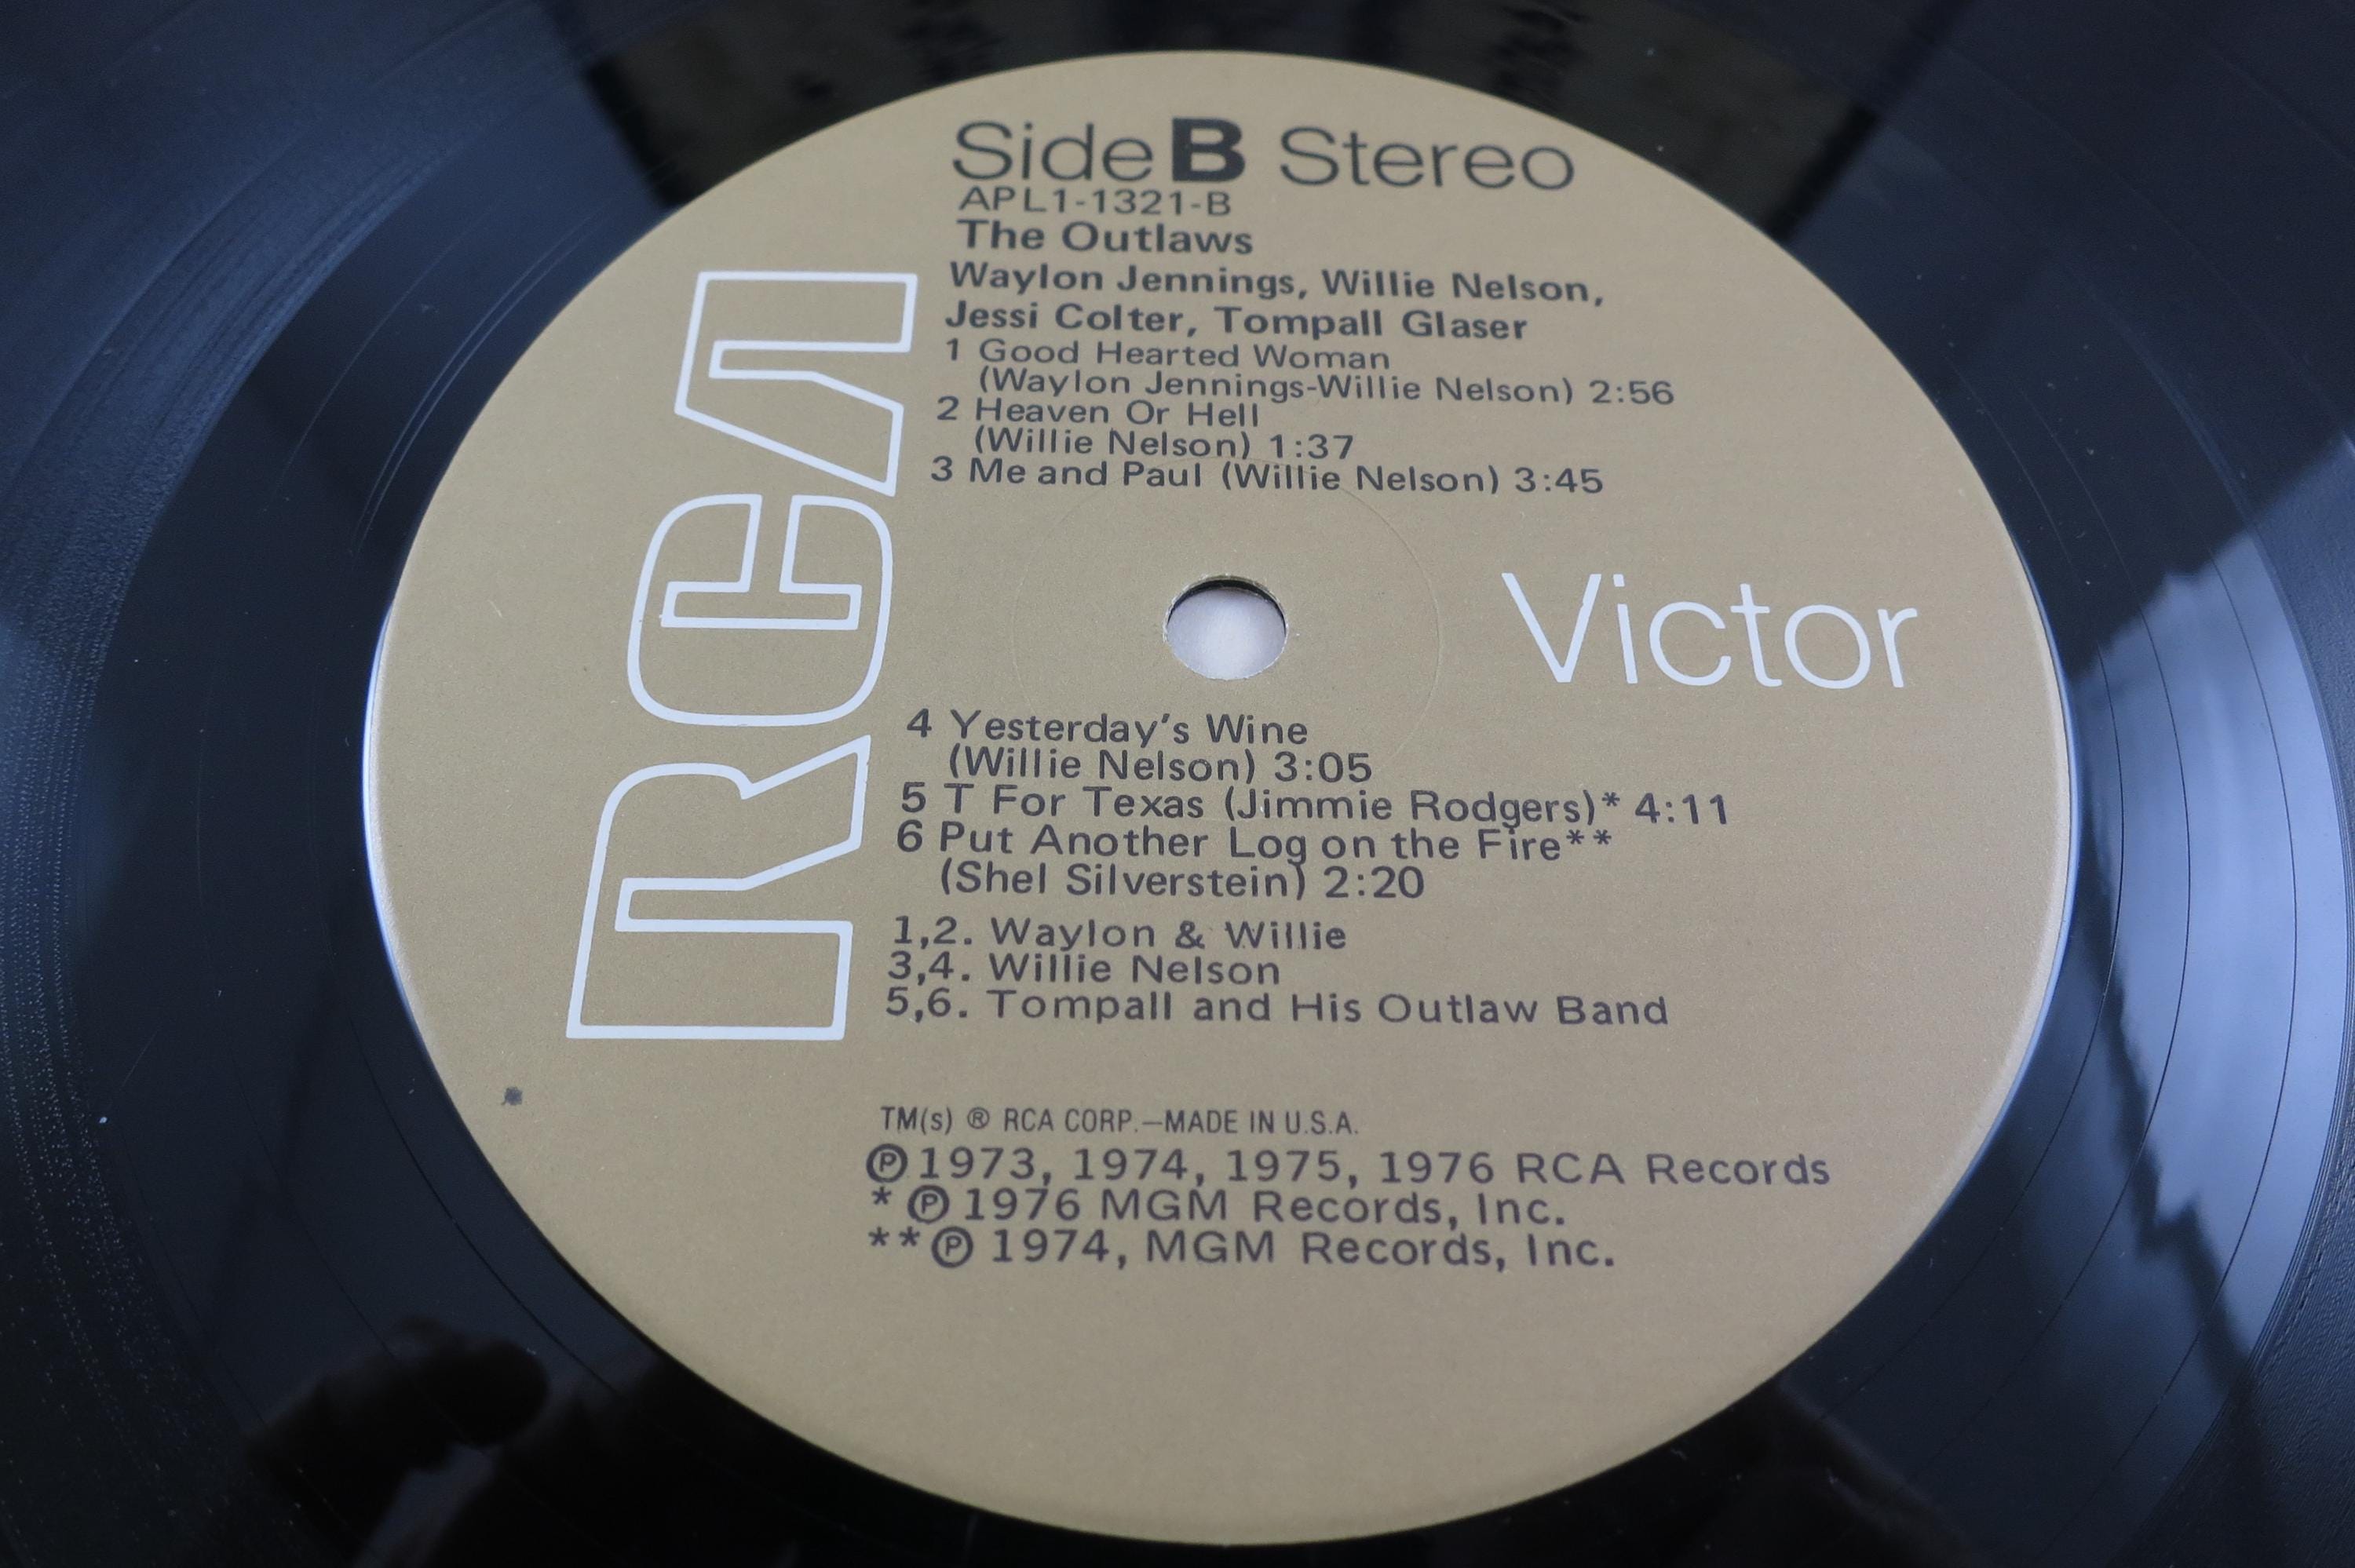 Side B Stereo
APL1-1321-B
The Outlaws
Waylon Jennings, Willie Nelson,
Jessi Colter, Tompall Glaser
1 Good Hearted Woman
(Waylon Jennings-Willie Nelson) 2:56
2 Heaven Or Hell
(Willie Nelson) 1:37
3 Me and Paul (Willie Nelson) 3:45
RCA
Victor
4 Yesterday's Wine
(Willie Nelson) 3:05
5 T For Texas (Jimmie Rodgers)* 4:11
6 Put Another Log on the Fire**
(Shel Silverstein) 2:20
1,2. Waylon & Willie
3,4. Willie Nelson
5,6. Tompall and His Outlaw Band
TM(s) ® RCA CORP.—MADE IN U.S.A.
℗ 1973, 1974, 1975, 1976 RCA Records
* ℗ 1976 MGM Records, Inc.
** ℗ 1974, MGM Records, Inc.